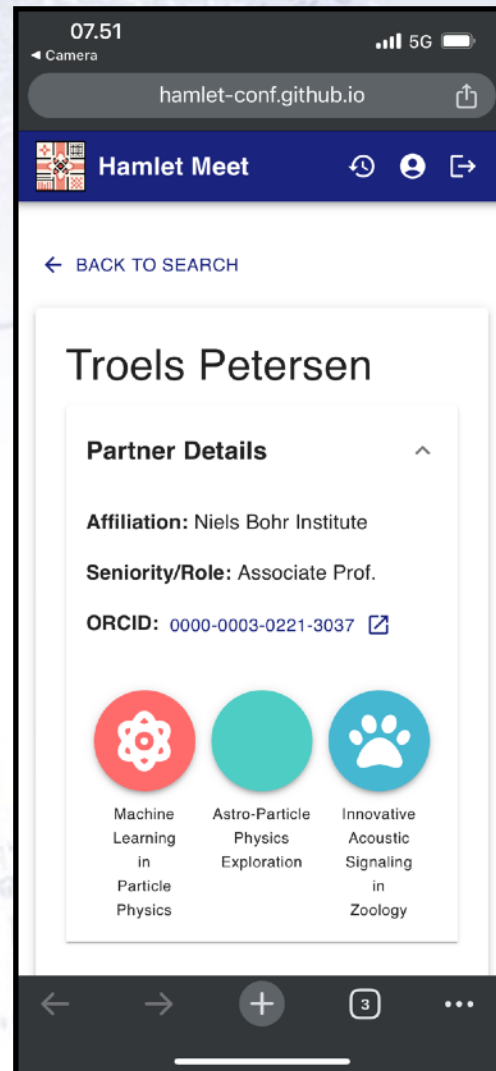 07.51
◀ Camera
5G
hamlet-conf.github.io
Hamlet Meet
← BACK TO SEARCH
Troels Petersen
Partner Details
Affiliation: Niels Bohr Institute
Seniority/Role: Associate Prof.
ORCID: 0000-0003-0221-3037
Machine
Learning
in
Particle
Physics
Astro-Particle
Physics
Exploration
Innovative
Acoustic
Signaling
in
Zoology
3